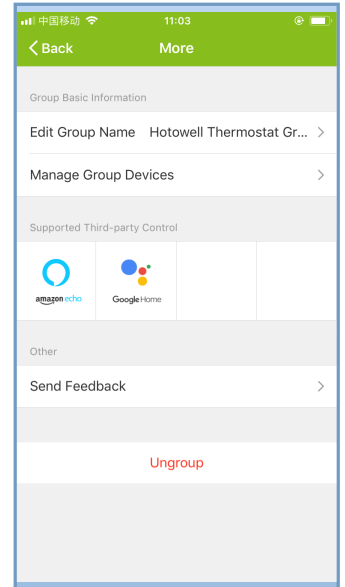 中国移动 11:03
Back More
Group Basic Information
Edit Group Name Hotowell Thermostat Gr...
Manage Group Devices
Supported Third-party Control
amazon echo Google Home
Other
Send Feedback
Ungroup